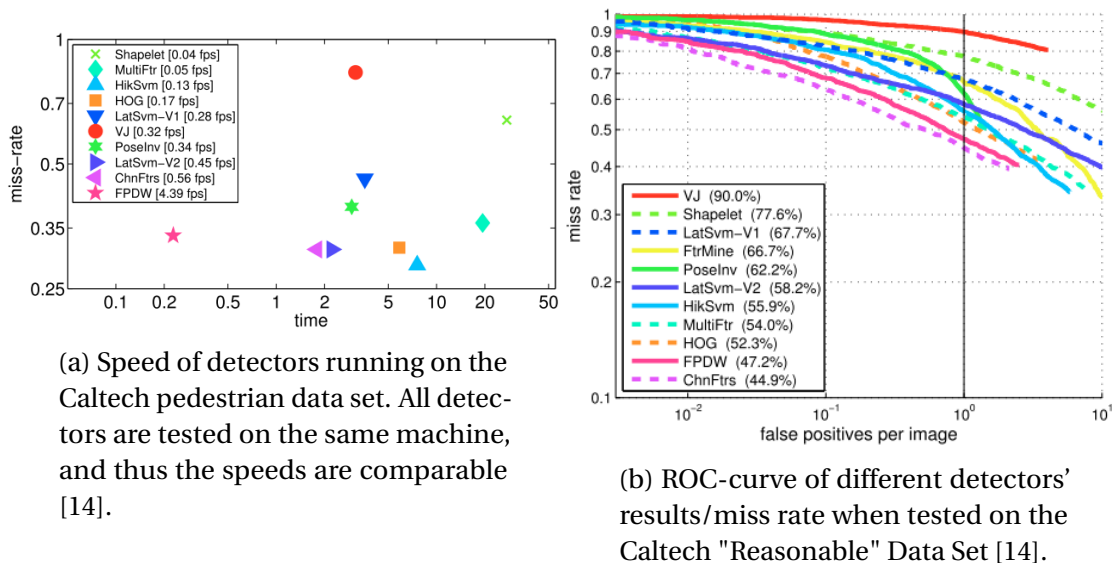 1
0.7
0.5
0.35
0.25
miss-rate
Shapelet [0.04 fps]
MultiFtr [0.05 fps]
HikSvm [0.13 fps]
HOG [0.17 fps]
LatSvm-V1 [0.28 fps]
VJ [0.32 fps]
PoseInv [0.34 fps]
LatSvm-V2 [0.45 fps]
ChnFtrs [0.56 fps]
FPDW [4.39 fps]
0.1 0.2 0.5 1 2 5 10 20 50
time
(a) Speed of detectors running on the
Caltech pedestrian data set. All detec-
tors are tested on the same machine,
and thus the speeds are comparable
[14].
1
0.9
0.8
0.7
0.6
0.5
0.4
0.3
0.2
0.1
miss rate
VJ (90.0%)
Shapelet (77.6%)
LatSvm-V1 (67.7%)
FtrMine (66.7%)
PoseInv (62.2%)
LatSvm-V2 (58.2%)
HikSvm (55.9%)
MultiFtr (54.0%)
HOG (52.3%)
FPDW (47.2%)
ChnFtrs (44.9%)
10⁻² 10⁻¹ 10⁰ 10¹
false positives per image
(b) ROC-curve of different detectors'
results/miss rate when tested on the
Caltech "Reasonable" Data Set [14].